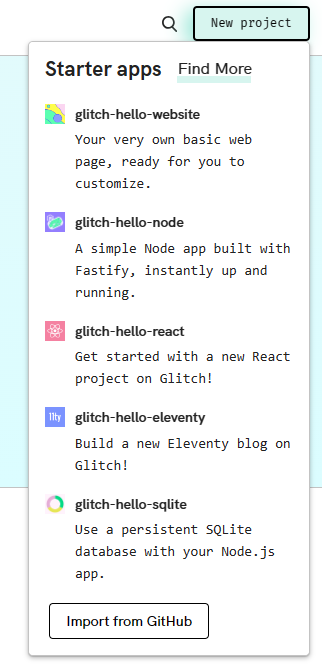 New project
Starter apps Find More
glitch-hello-website
Your very own basic web
page, ready for you to
customize.
glitch-hello-node
A simple Node app built with
Fastify, instantly up and
running.
glitch-hello-react
Get started with a new React
project on Glitch!
11ty
glitch-hello-eleventy
Build a new Eleventy blog on
Glitch!
glitch-hello-sqlite
Use a persistent SQLite
database with your Node.js
app.
Import from GitHub